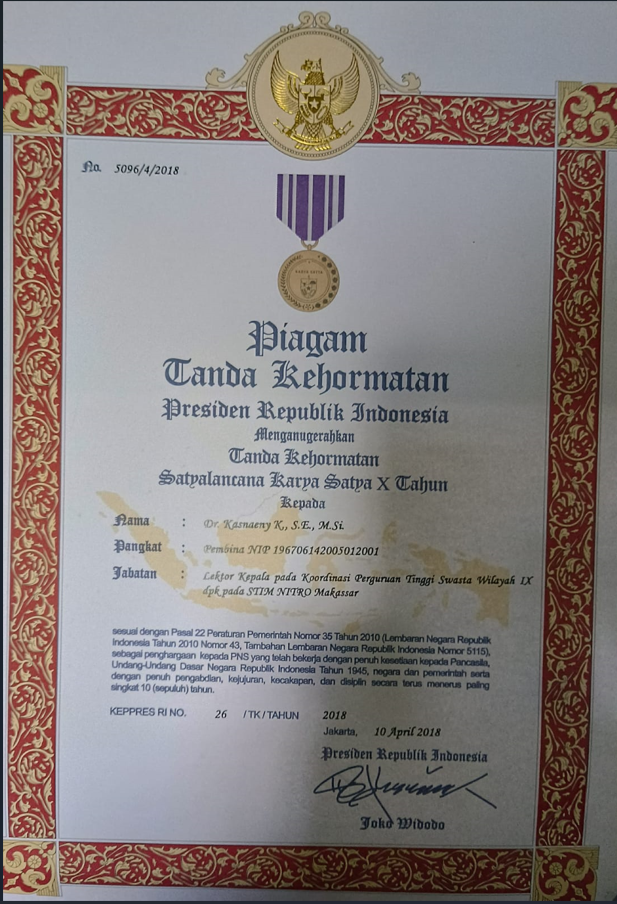 No. 5096/4/2018
Piagam
Tanda Kehormatan
Presiden Republik Indonesia
Menganugerahkan
Tanda Kehormatan
Satyalancana Karya Satya X Tahun
Kepada
Nama : Dr. Kasnaeny K., S.E., M.Si.
Pangkat : Pembina NIP 196706142005012001
Jabatan : Lektor Kepala pada Koordinasi Perguruan Tinggi Swasta Wilayah IX
dpk pada STIM NITRO Makassar
sesuai dengan Pasal 22 Peraturan Pemerintah Nomor 35 Tahun 2010 (Lembaran Negara Republik
Indonesia Tahun 2010 Nomor 43, Tambahan Lembaran Negara Republik Indonesia Nomor 5115),
sebagai penghargaan kepada PNS yang telah bekerja dengan penuh kesetiaan kepada Pancasila,
Undang-Undang Dasar Negara Republik Indonesia Tahun 1945, negara dan pemerintah serta
dengan penuh pengabdian, kejujuran, kecakapan, dan disiplin secara terus menerus paling
singkat 10 (sepuluh) tahun.
KEPPRES RI NO. 26 / TK / TAHUN 2018
Jakarta, 10 April 2018
Presiden Republik Indonesia
Joko Widodo